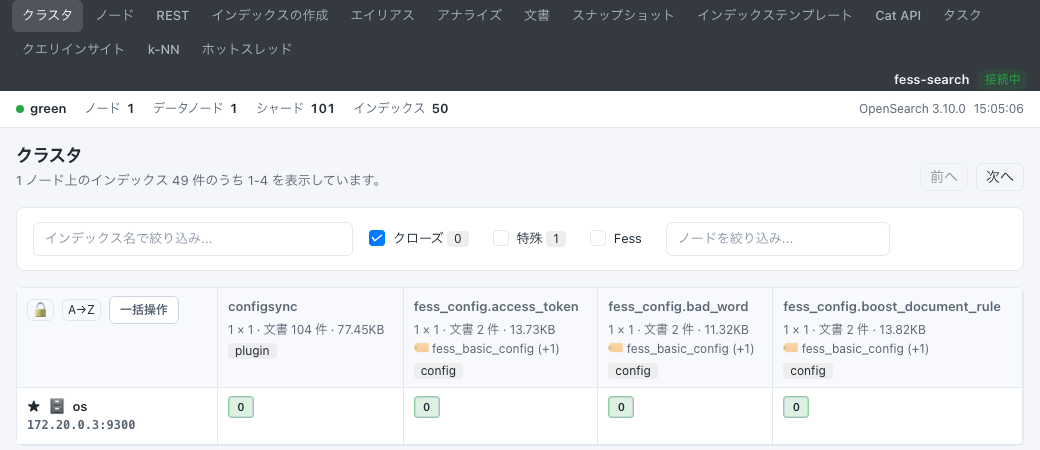 クラスタ ノード REST インデックスの作成 エイリアス アナライズ 文書 スナップショット インデックステンプレート Cat API タスク
クエリインサイト k-NN ホットスレッド
fess-search 接続中
green ノード 1 データノード 1 シャード 101 インデックス 50 OpenSearch 3.10.0 15:05:06
クラスタ
1 ノード上のインデックス 49 件のうち 1-4 を表示しています。
前へ 次へ
インデックス名で絞り込み... クローズ 0 特殊 1 Fess ノードを絞り込み...
A→Z 一括操作
configsync fess_config.access_token fess_config.bad_word fess_config.boost_document_rule
1 × 1 · 文書 104 件 · 77.45KB 1 × 1 · 文書 2 件 · 13.73KB 1 × 1 · 文書 2 件 · 11.32KB 1 × 1 · 文書 2 件 · 13.82KB
fess_basic_config (+1) fess_basic_config (+1) fess_basic_config (+1)
plugin config config config
os 0 0 0 0
172.20.0.3:9300